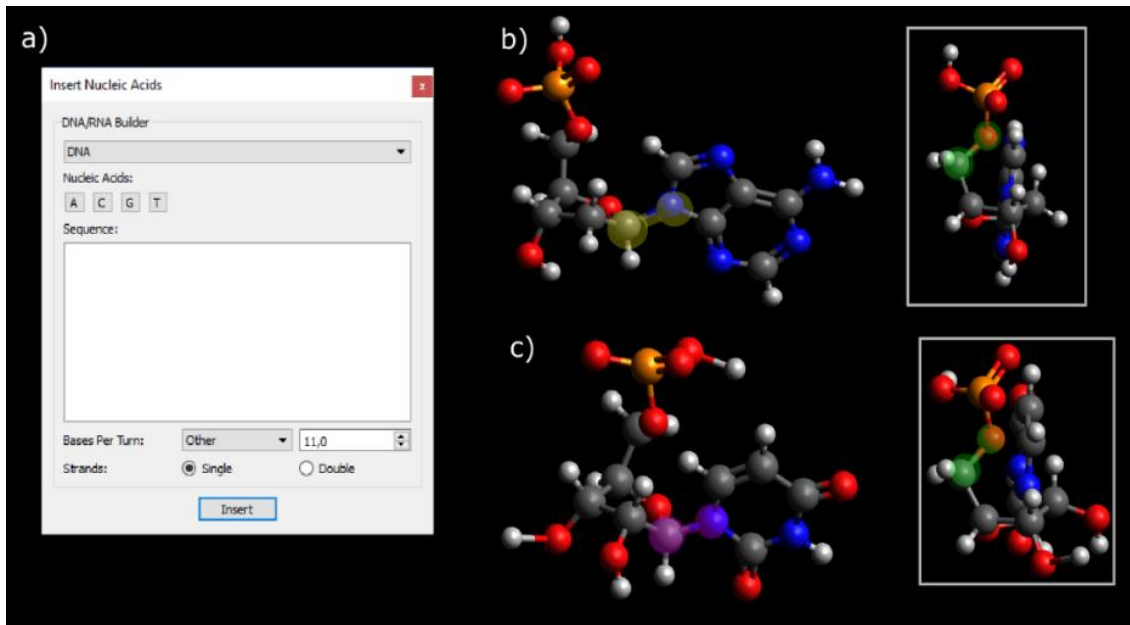 a)
Insert Nucleic Acids
x
DNA/RNA Builder
DNA
Nucleic Acids:
A C G T
Sequence:
Bases Per Turn: Other 11,0
Strands: Single Double
Insert
b)
c)